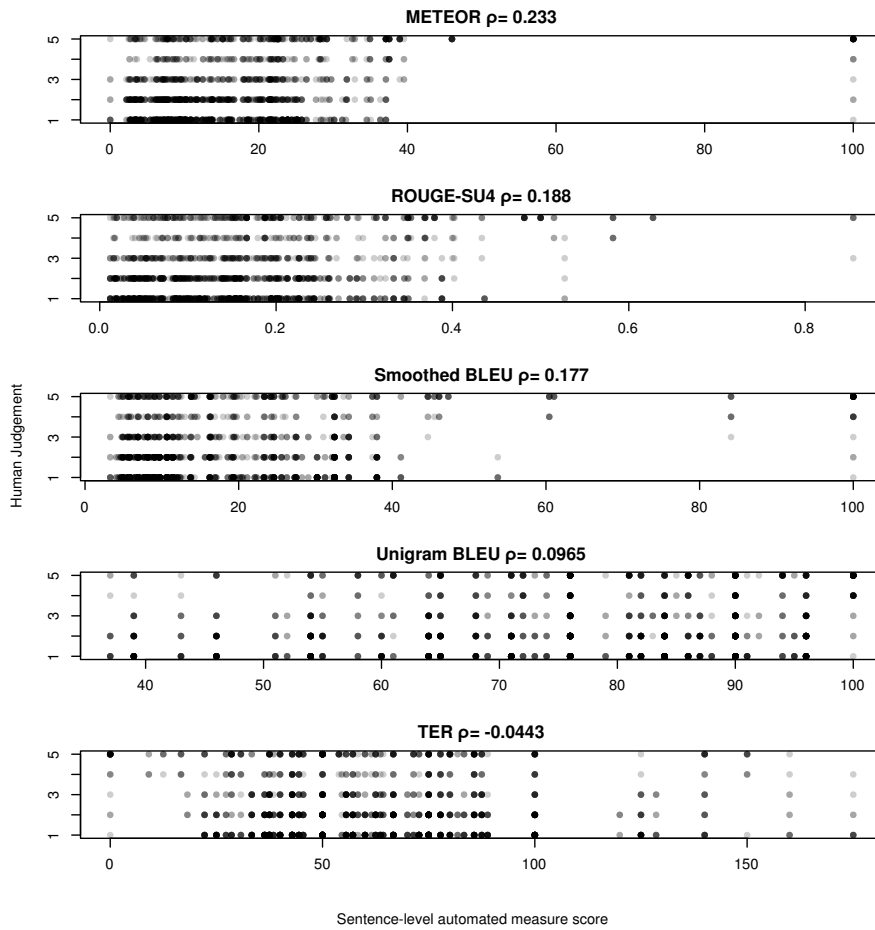 METEOR ρ= 0.233
5
3
1
0 20 40 60 80 100
ROUGE-SU4 ρ= 0.188
5
3
1
0.0 0.2 0.4 0.6 0.8
Smoothed BLEU ρ= 0.177
5
3
1
0 20 40 60 80 100
Human Judgement
Unigram BLEU ρ= 0.0965
5
3
1
40 50 60 70 80 90 100
TER ρ= -0.0443
5
3
1
0 50 100 150
Sentence-level automated measure score